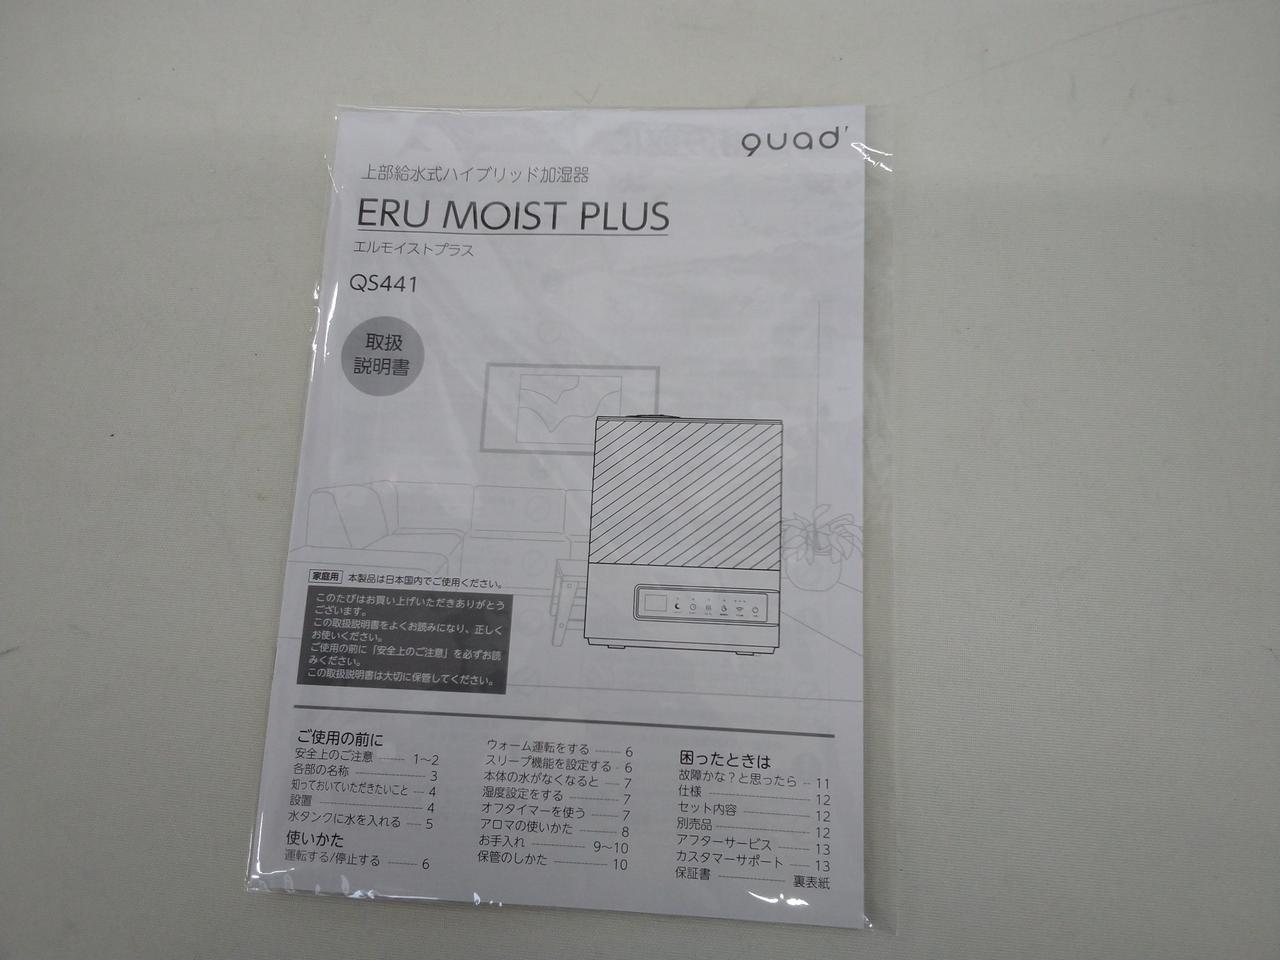 quad'
上部給水式ハイブリッド加湿器
ERU MOIST PLUS
エルモイストプラス
QS441
取扱
説明書
家庭用 本製品は日本国内でご使用ください。
このたびはお買い上げいただきありがとう
ございます。
この取扱説明書をよくお読みになり、正しく
お使いください。
ご使用の前に「安全上のご注意」を必ずお読
みください。
この取扱説明書は大切に保管してください。
ご使用の前に
安全上のご注意 1〜2
各部の名称 3
知っておいていただきたいこと 4
設置 4
水タンクに水を入れる 5
使いかた
運転する/停止する 6
ウォーム運転をする 6
スリープ機能を設定する 6
本体の水がなくなると 7
湿度設定をする 7
オフタイマーを使う 7
アロマの使いかた 8
お手入れ 9〜10
保管のしかた 10
困ったときは
故障かな？と思ったら 11
仕様 12
セット内容 12
別売品 12
アフターサービス 13
カスタマーサポート 13
保証書 裏表紙